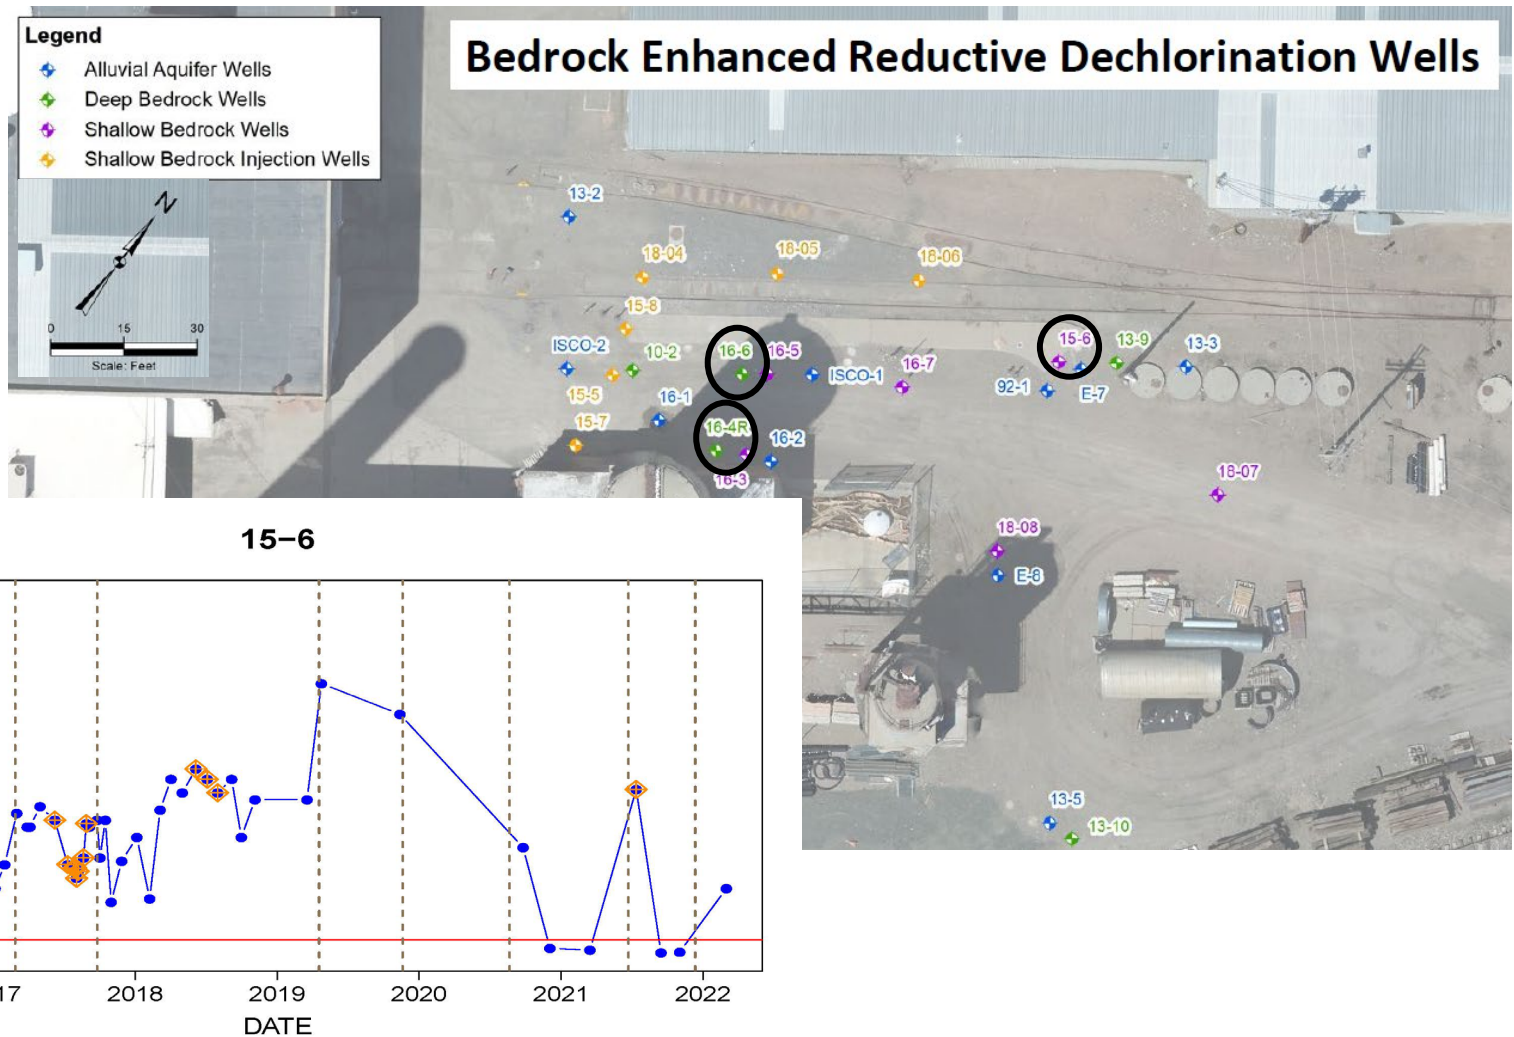 Legend
Alluvial Aquifer Wells
Deep Bedrock Wells
Shallow Bedrock Wells
Shallow Bedrock Injection Wells
Bedrock Enhanced Reductive Dechlorination Wells
N
0 15 30
Scale: Feet
13-2
18-04
18-05
18-06
15-8
ISCO-2
10-2
16-6
16-5
ISCO-1
16-7
15-6
13-9
13-3
92-1
E-7
15-5
16-1
15-7
16-4R
16-2
16-3
18-07
18-08
E-8
13-5
13-10
15−6
17 2018 2019 2020 2021 2022
DATE